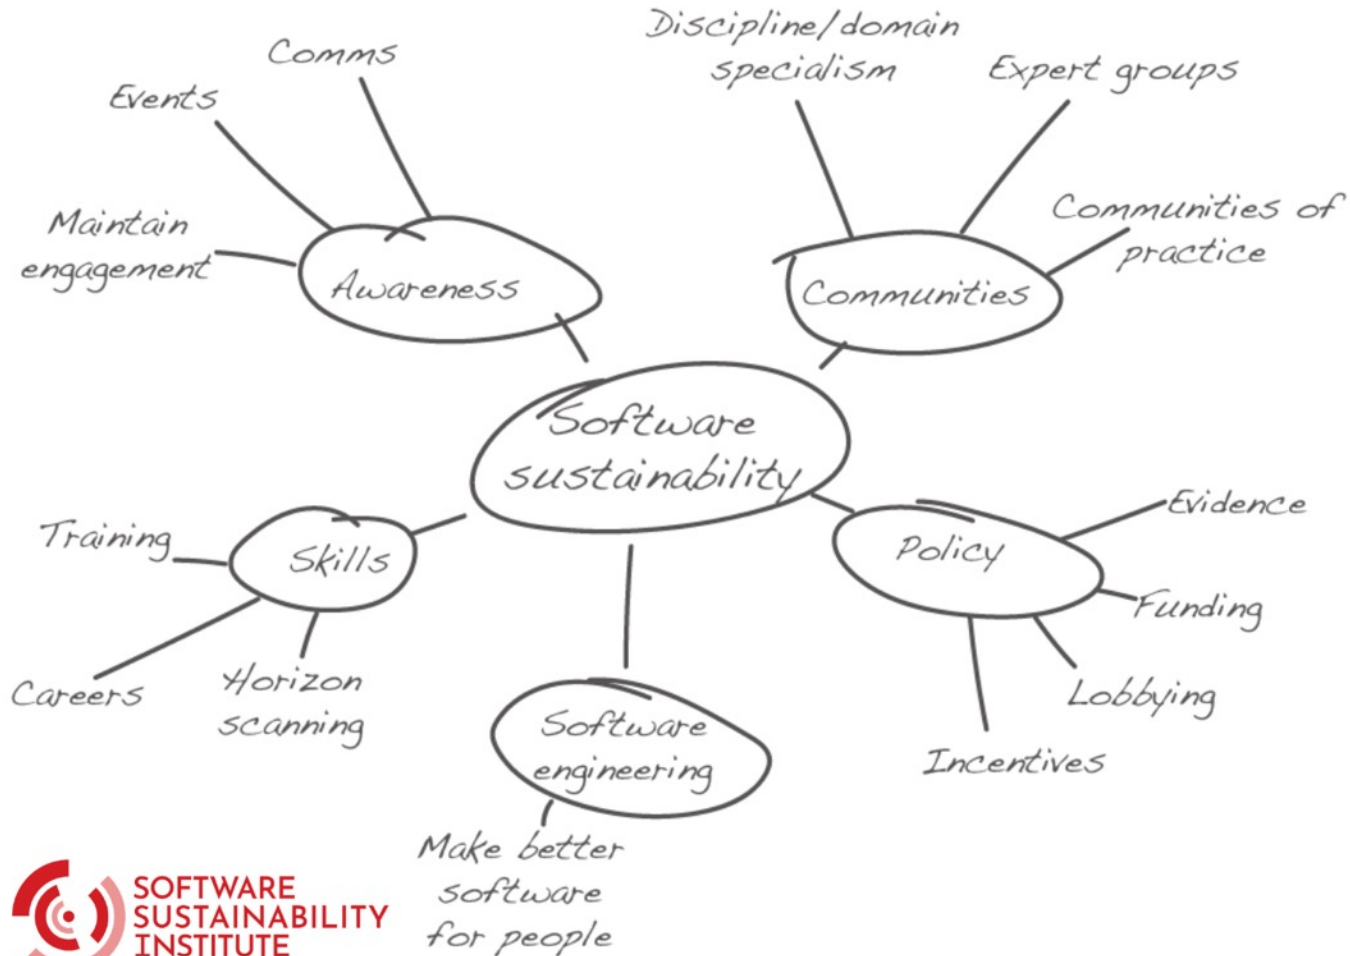 Discipline/domain
specialism
Expert groups
Communities of
practice
Communities
Comms
Events
Maintain
engagement
Awareness
Software
sustainability
Evidence
Policy
Funding
Lobbying
Incentives
Training
Skills
Careers
Horizon
scanning
Software
engineering
Make better
software
for people
SOFTWARE
SUSTAINABILITY
INSTITUTE